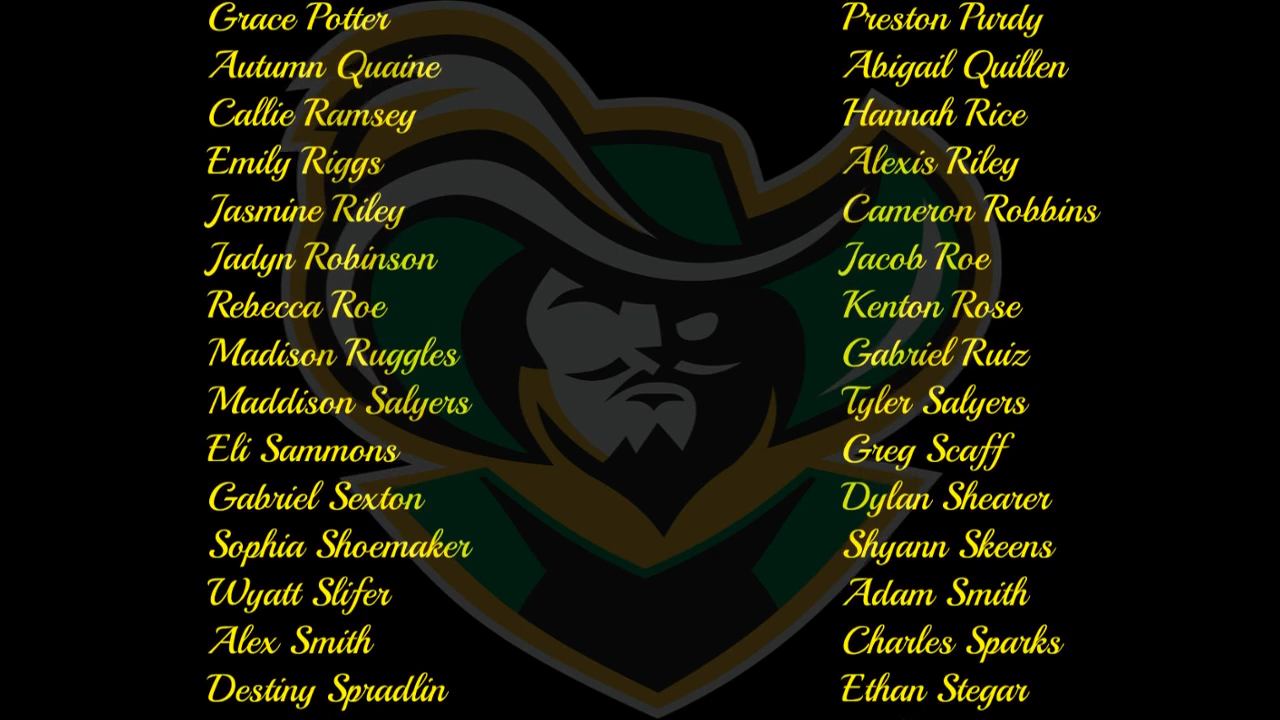 Grace Potter
Preston Purdy
Autumn Quaine
Abigail Quillen
Callie Ramsey
Hannah Rice
Emily Riggs
Alexis Riley
Jasmine Riley
Cameron Robbins
Jadyn Robinson
Jacob Roe
Rebecca Roe
Kenton Rose
Madison Ruggles
Gabriel Ruiz
Maddison Salyers
Tyler Salyers
Eli Sammons
Greg Scaff
Gabriel Sexton
Dylan Shearer
Sophia Shoemaker
Shyann Skeens
Wyatt Slifer
Adam Smith
Alex Smith
Charles Sparks
Destiny Spradlin
Ethan Stegar